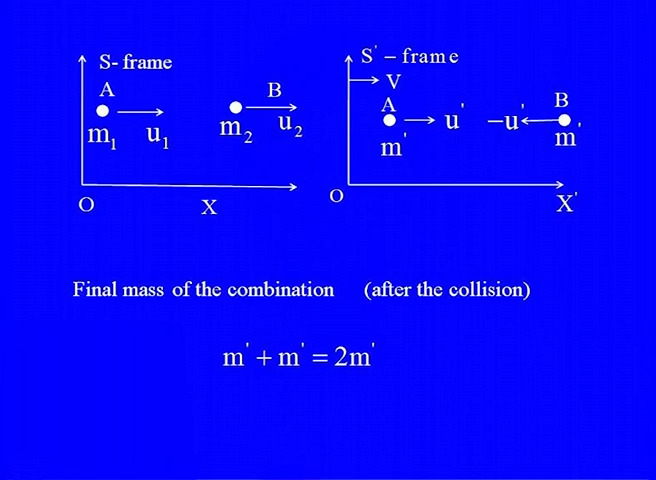 S- frame
A
B
m₁ u₁
m₂ u₂
O
X
S' – frame
V
A
B
u' –u'
m'
m'
O
X'
Final mass of the combination (after the collision)
m' + m' = 2m'